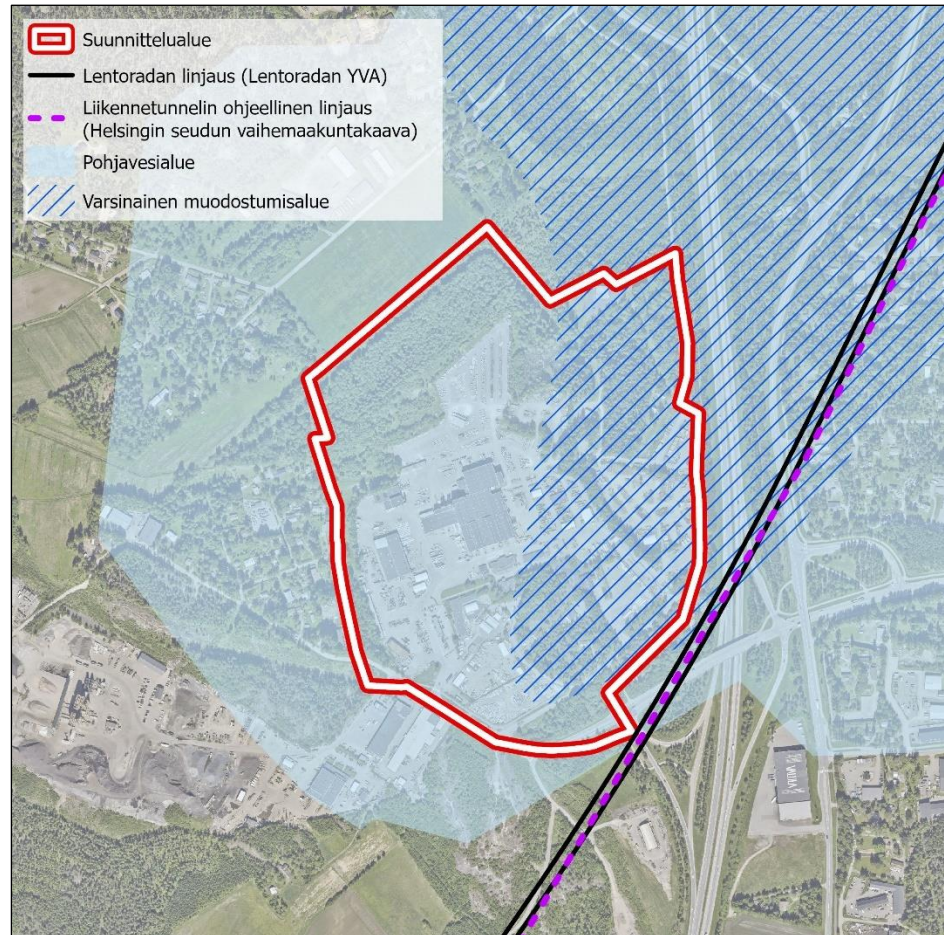 Suunnittelualue
Lentoradan linjaus (Lentoradan YVA)
Liikennetunnelin ohjeellinen linjaus
(Helsingin seudun vaihemaakuntakaava)
Pohjavesialue
Varsinainen muodostumisalue